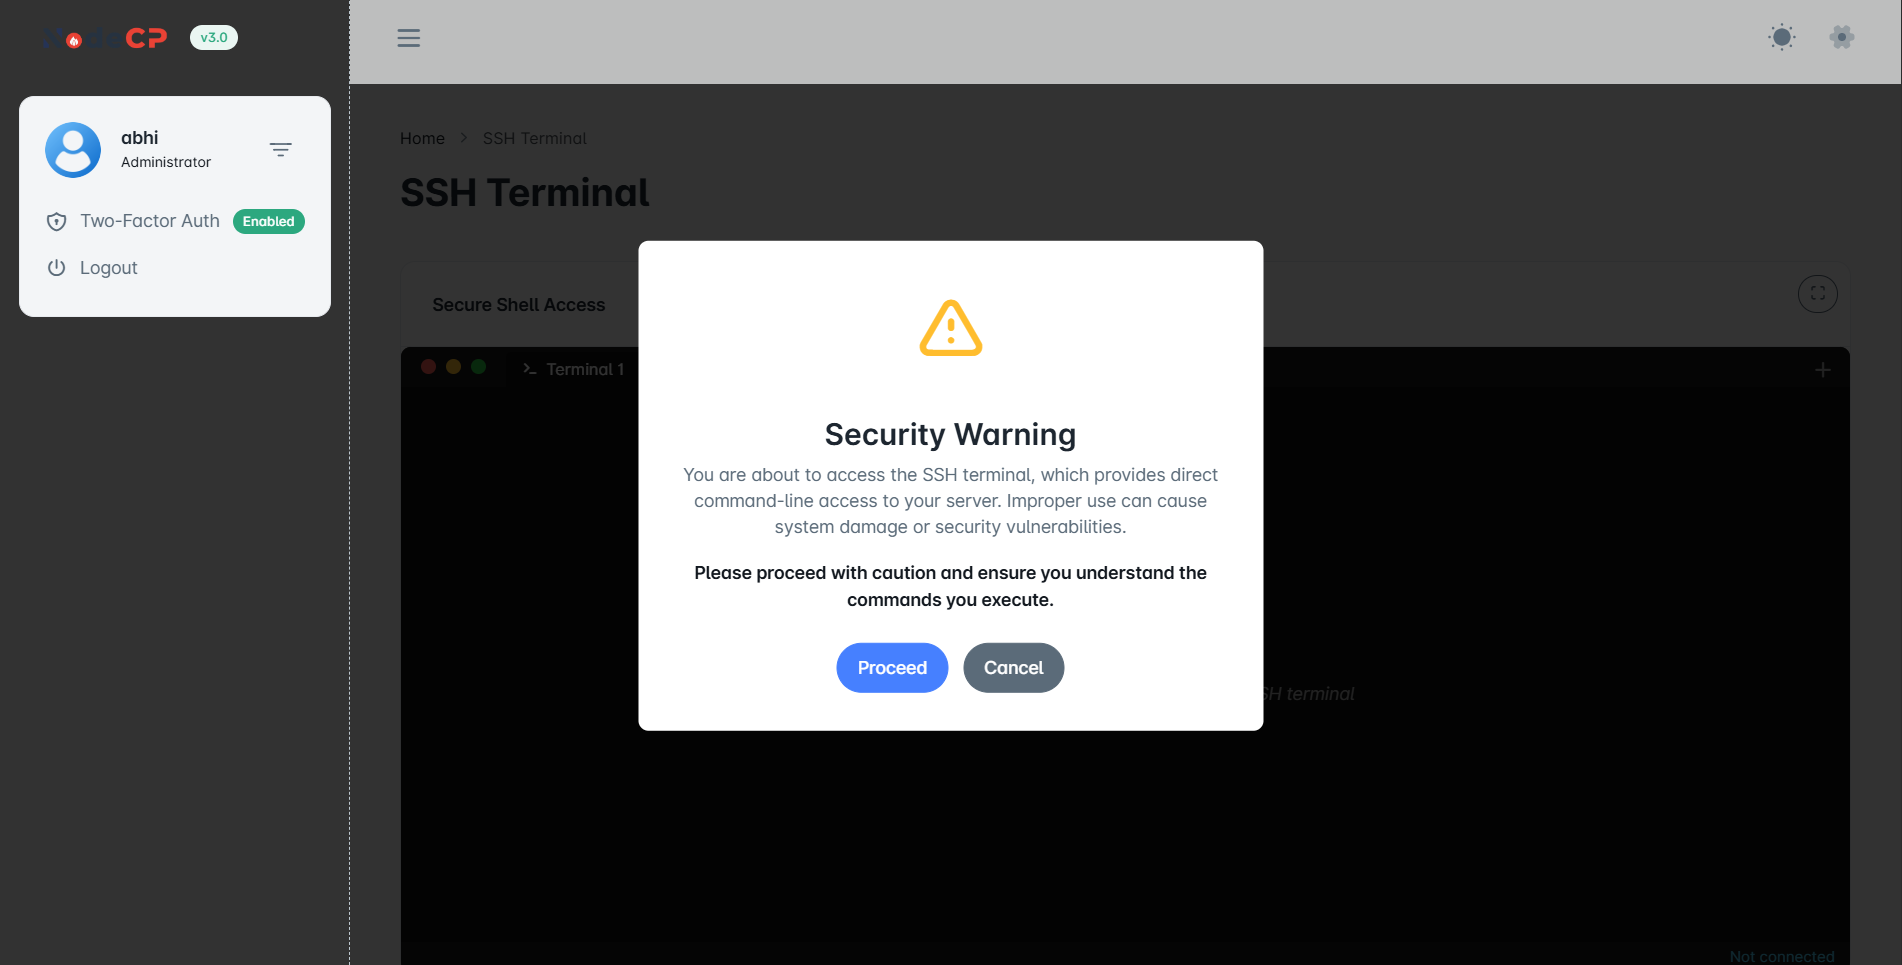 NodeCP
v3.0
abhi
Administrator
Two-Factor Auth
Enabled
Logout
Home
SSH Terminal
SSH Terminal
Secure Shell Access
Terminal 1
Security Warning
You are about to access the SSH terminal, which provides direct
command-line access to your server. Improper use can cause
system damage or security vulnerabilities.
Please proceed with caution and ensure you understand the
commands you execute.
Proceed
Cancel
SH terminal
Not connected